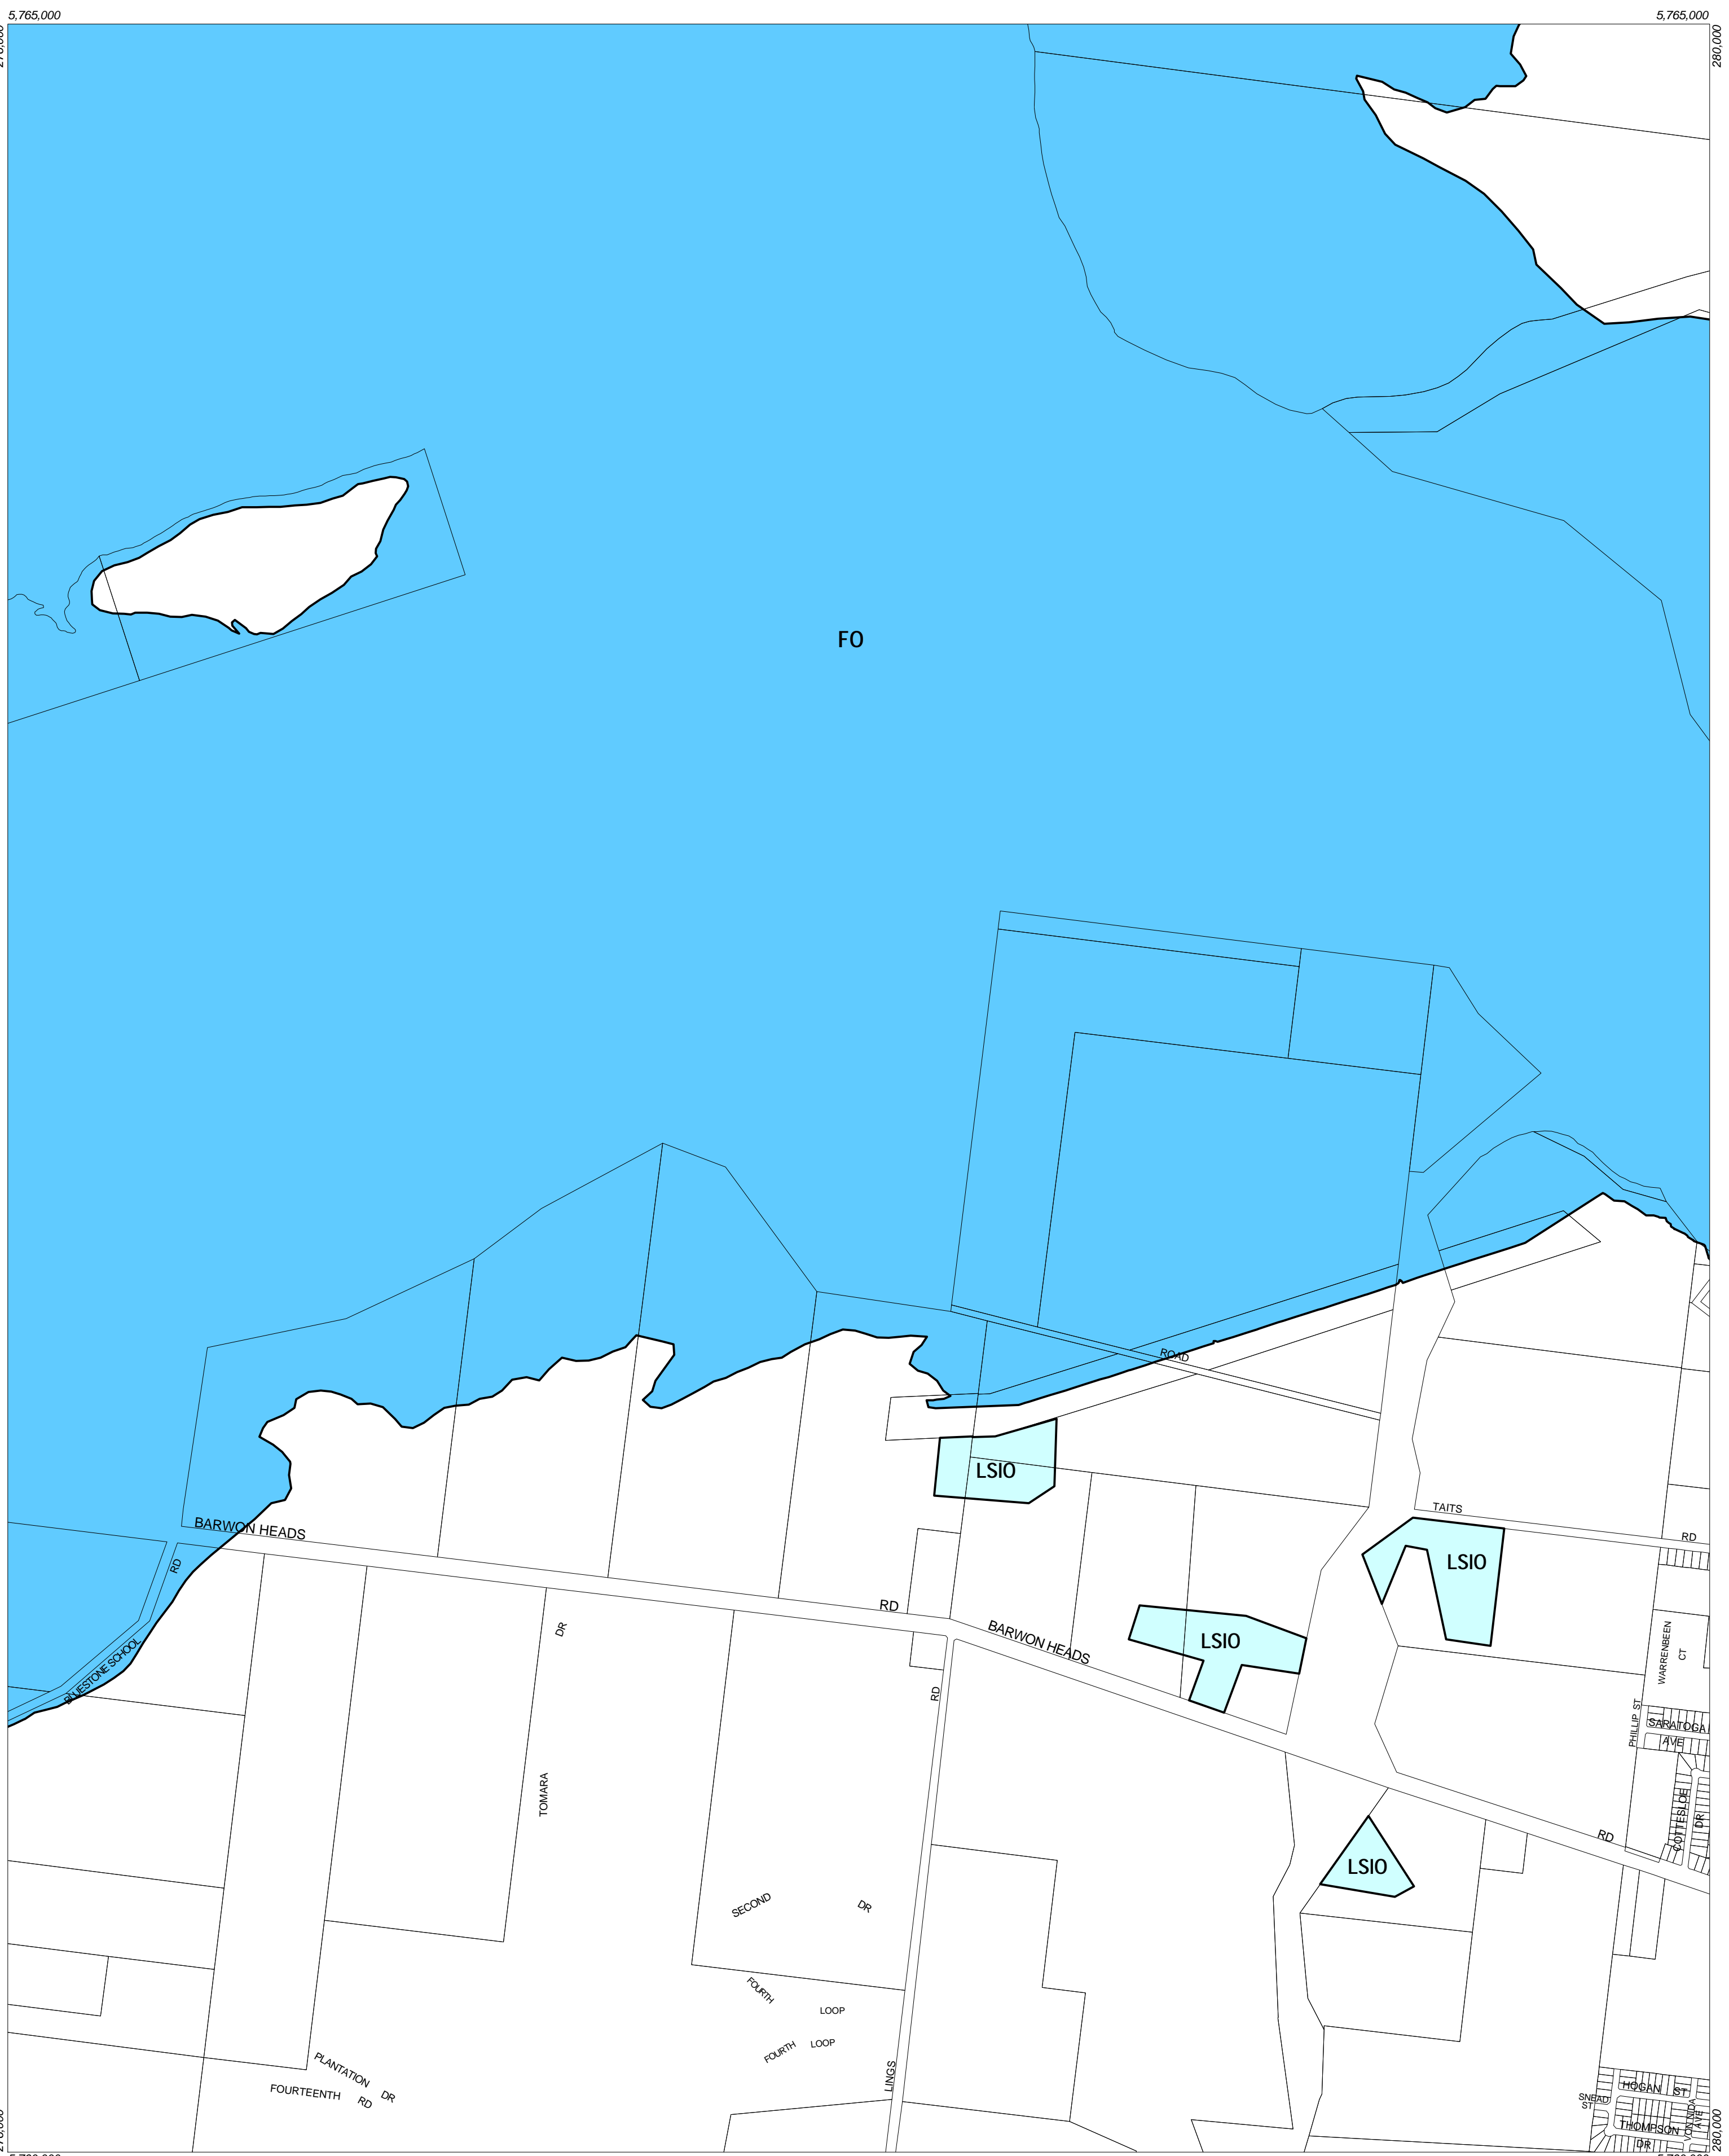 5,765,000
5,765,000
280,000
FO
ROAD
LSIO
TAITS
RD
BARWON HEADS
LSIO
RD
RD
BARWON HEADS
LSIO
WARRENBEEN
CT
BLUESTONE SCHOOL
RD
DR
PHILLIP ST
SARATOGA
AVE
TOMARA
COTTESLOE
DR
RD
LSIO
SECOND
DR
FOURTH
LOOP
FOURTH
LOOP
PLANTATION
DR
FOURTEENTH
RD
LINGS
HOGAN
ST
SNEAD
ST
THOMPSON
DR
AVE
280,000